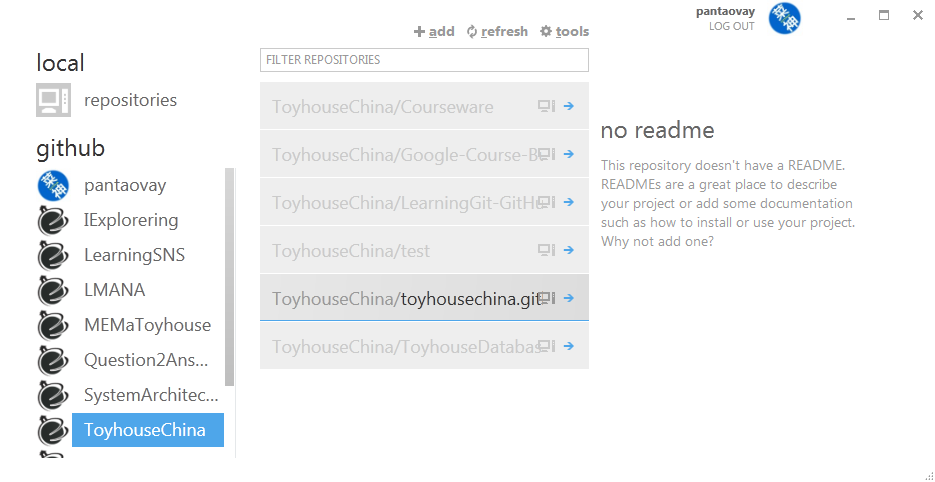 pantaovay
LOG OUT
add
refresh
tools
local
repositories
github
pantaovay
IExplorering
LearningSNS
LMANA
MEMaToyhouse
Question2Ans...
SystemArchitec...
ToyhouseChina
FILTER REPOSITORIES
ToyhouseChina/Courseware
ToyhouseChina/Google-Course-B
ToyhouseChina/LearningGit-GitHu
ToyhouseChina/test
ToyhouseChina/toyhousechina.git
ToyhouseChina/ToyhouseDatabas
no readme
This repository doesn't have a README.
READMEs are a great place to describe
your project or add some documentation
such as how to install or use your project.
Why not add one?